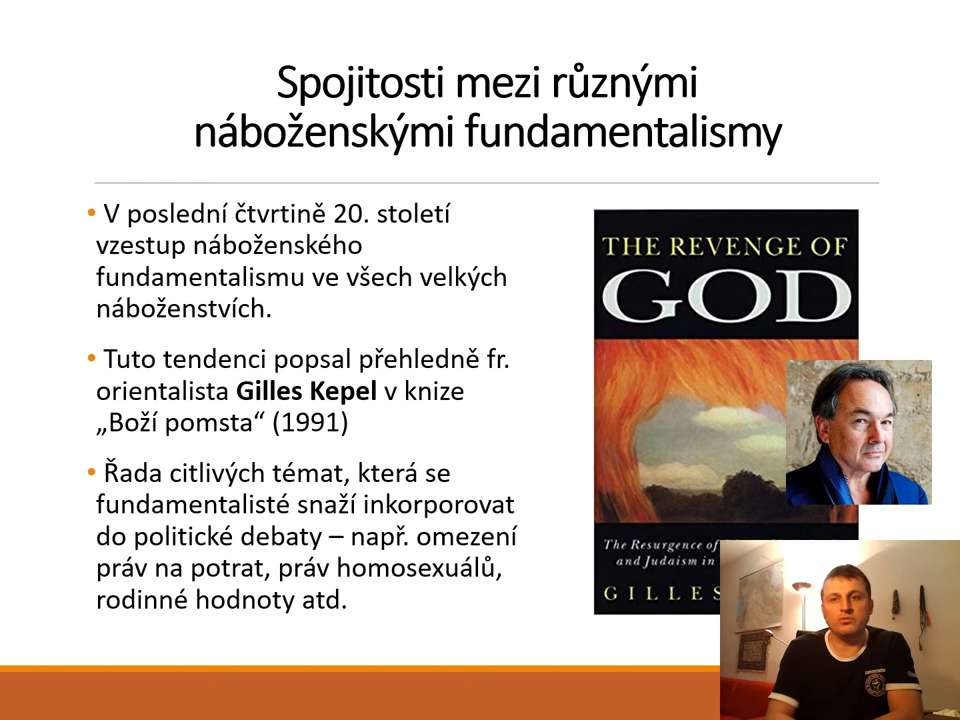 Spojitosti mezi různými
náboženskými fundamentalismy
• V poslední čtvrtině 20. století
vzestup náboženského
fundamentalismu ve všech velkých
náboženstvích.
• Tuto tendenci popsal přehledně fr.
orientalista Gilles Kepel v knize
„Boží pomsta“ (1991)
• Řada citlivých témat, která se
fundamentalisté snaží inkorporovat
do politické debaty – např. omezení
práv na potrat, práv homosexuálů,
rodinné hodnoty atd.
THE REVENGE OF
GOD
The Resurgence of
and Judaism in
GILLES